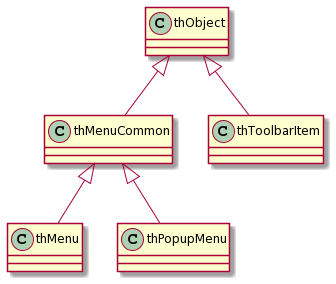 C thObject
C thMenuCommon
C thToolbarItem
C thMenu
C thPopupMenu